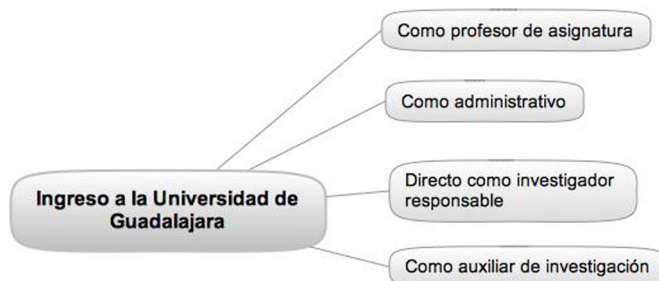 Como profesor de asignatura
Como administrativo
Ingreso a la Universidad de
Guadalajara
Directo como investigador
responsable
Como auxiliar de investigación